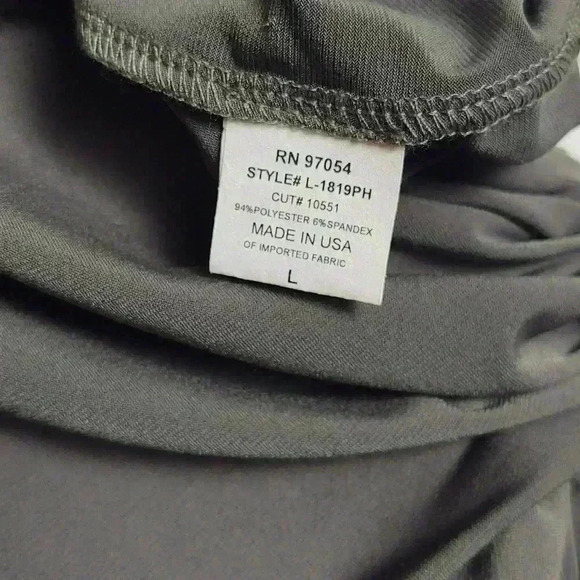 RN 97054
STYLE# L-1819PH
CUT# 10551
94%POLYESTER 6%SPANDEX
MADE IN USA
OF IMPORTED FABRIC
L